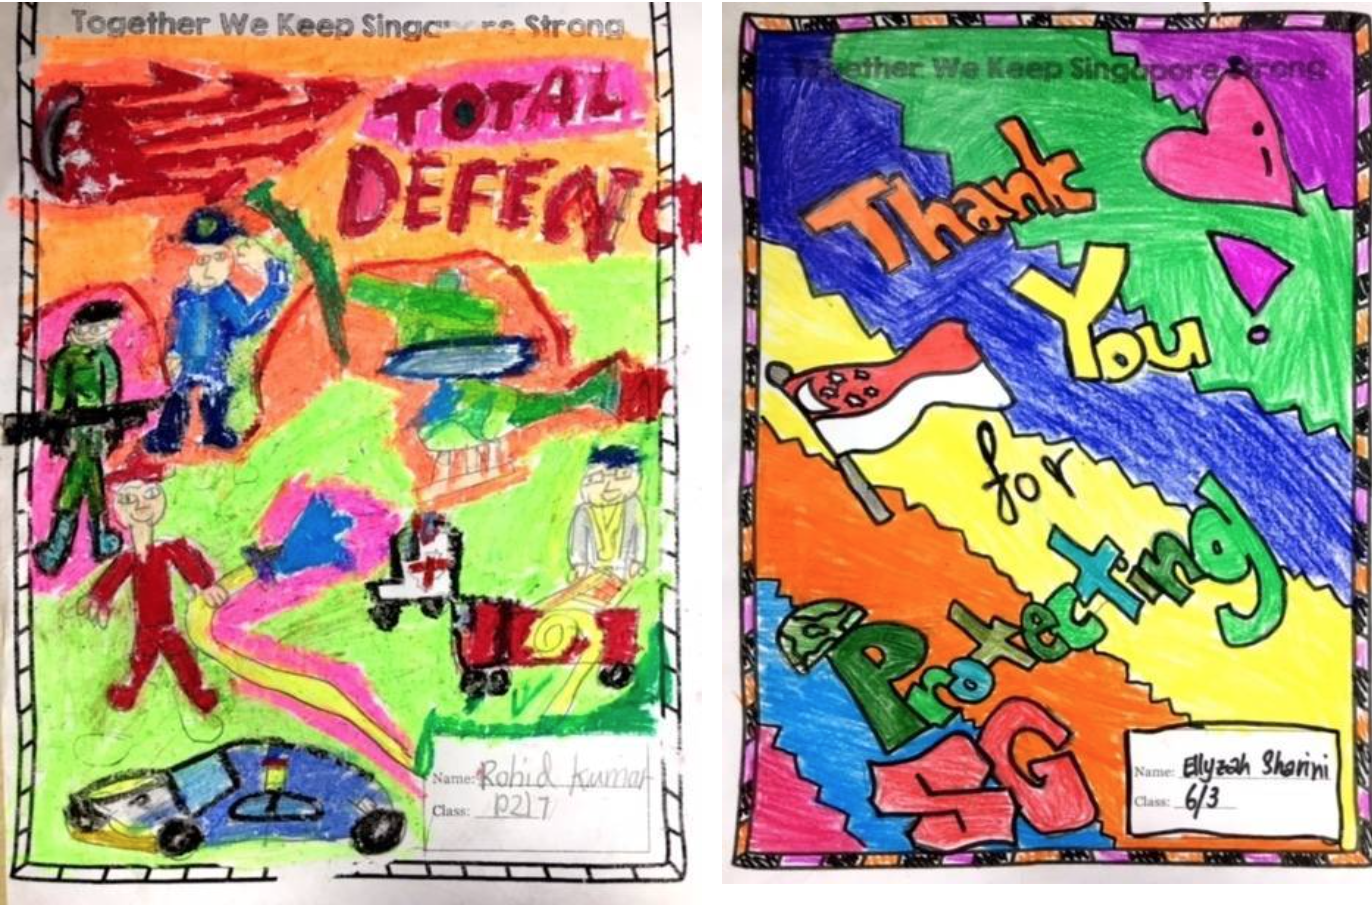 Together We Keep Singapore Strong
TOTAL
DEFENC
Name: Rohid kumar
Class: P2/7
Together We Keep Singapore Strong
Thank
You
for
Protecting
SG
Name: Ellyzah Sharini
Class: 6/3